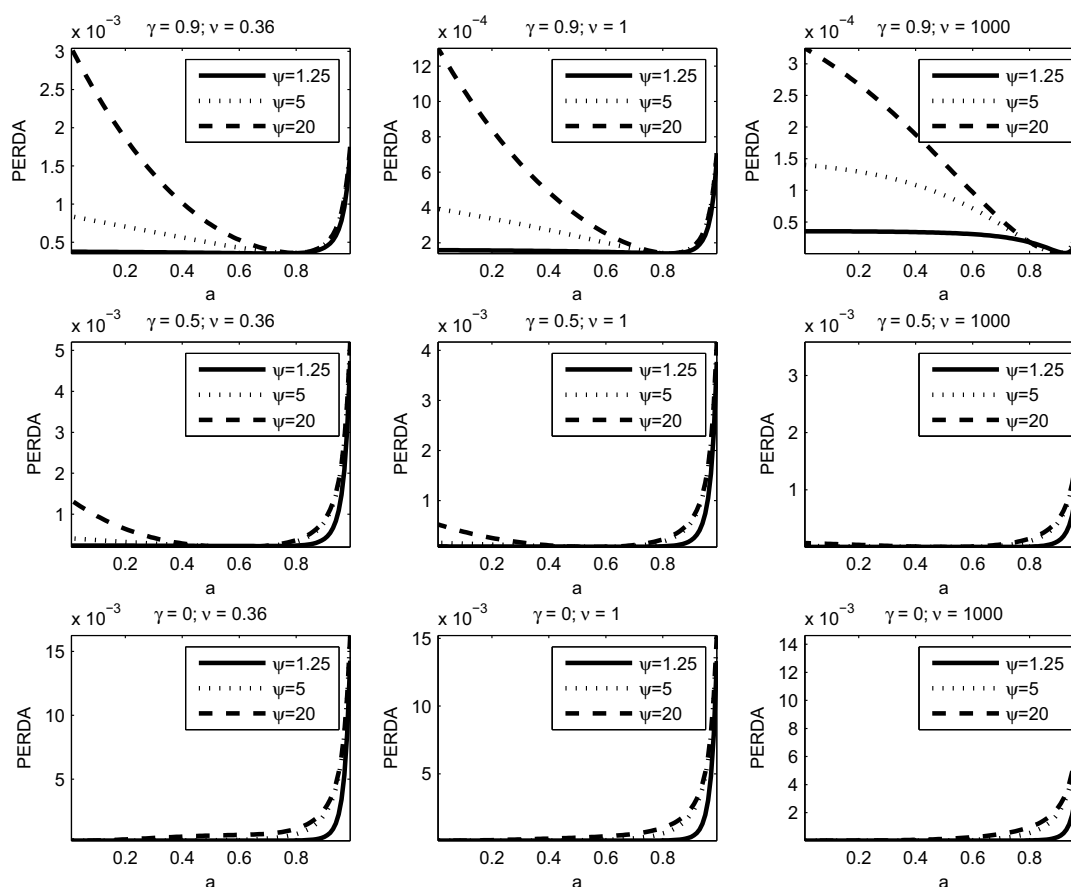 x 10⁻³ γ = 0.9; ν = 0.36
3
2.5
2
1.5
1
0.5
PERDA
ψ=1.25
ψ=5
ψ=20
0.2 0.4 0.6 0.8
a
x 10⁻⁴ γ = 0.9; ν = 1
12
10
8
6
4
2
PERDA
ψ=1.25
ψ=5
ψ=20
0.2 0.4 0.6 0.8
a
x 10⁻⁴ γ = 0.9; ν = 1000
3
2.5
2
1.5
1
0.5
PERDA
ψ=1.25
ψ=5
ψ=20
0.2 0.4 0.6 0.8
a
x 10⁻³ γ = 0.5; ν = 0.36
5
4
3
2
1
PERDA
ψ=1.25
ψ=5
ψ=20
0.2 0.4 0.6 0.8
a
x 10⁻³ γ = 0.5; ν = 1
4
3
2
1
PERDA
ψ=1.25
ψ=5
ψ=20
0.2 0.4 0.6 0.8
a
x 10⁻³ γ = 0.5; ν = 1000
3
2
1
PERDA
ψ=1.25
ψ=5
ψ=20
0.2 0.4 0.6 0.8
a
x 10⁻³ γ = 0; ν = 0.36
15
10
5
PERDA
ψ=1.25
ψ=5
ψ=20
0.2 0.4 0.6 0.8
a
x 10⁻³ γ = 0; ν = 1
15
10
5
PERDA
ψ=1.25
ψ=5
ψ=20
0.2 0.4 0.6 0.8
a
x 10⁻³ γ = 0; ν = 1000
14
12
10
8
6
4
2
PERDA
ψ=1.25
ψ=5
ψ=20
0.2 0.4 0.6 0.8
a